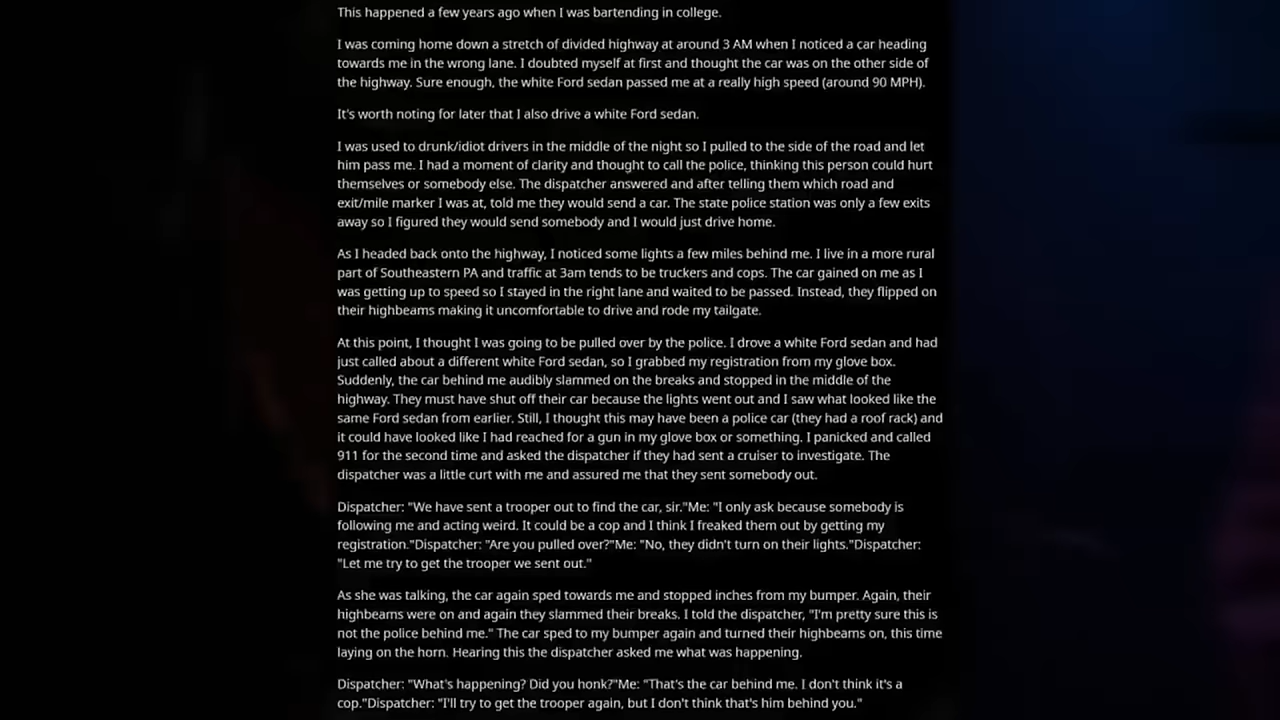 This happened a few years ago when I was bartending in college.
I was coming home down a stretch of divided highway at around 3 AM when I noticed a car heading
towards me in the wrong lane. I doubted myself at first and thought the car was on the other side of
the highway. Sure enough, the white Ford sedan passed me at a really high speed (around 90 MPH).
It's worth noting for later that I also drive a white Ford sedan.
I was used to drunk/idiot drivers in the middle of the night so I pulled to the side of the road and let
him pass me. I had a moment of clarity and thought to call the police, thinking this person could hurt
themselves or somebody else. The dispatcher answered and after telling them which road and
exit/mile marker I was at, told me they would send a car. The state police station was only a few exits
away so I figured they would send somebody and I would just drive home.
As I headed back onto the highway, I noticed some lights a few miles behind me. I live in a more rural
part of Southeastern PA and traffic at 3am tends to be truckers and cops. The car gained on me as I
was getting up to speed so I stayed in the right lane and waited to be passed. Instead, they flipped on
their highbeams making it uncomfortable to drive and rode my tailgate.
At this point, I thought I was going to be pulled over by the police. I drove a white Ford sedan and had
just called about a different white Ford sedan, so I grabbed my registration from my glove box.
Suddenly, the car behind me audibly slammed on the breaks and stopped in the middle of the
highway. They must have shut off their car because the lights went out and I saw what looked like the
same Ford sedan from earlier. Still, I thought this may have been a police car (they had a roof rack) and
it could have looked like I had reached for a gun in my glove box or something. I panicked and called
911 for the second time and asked the dispatcher if they had sent a cruiser to investigate. The
dispatcher was a little curt with me and assured me that they sent somebody out.
Dispatcher: "We have sent a trooper out to find the car, sir."Me: "I only ask because somebody is
following me and acting weird. It could be a cop and I think I freaked them out by getting my
registration."Dispatcher: "Are you pulled over?"Me: "No, they didn't turn on their lights."Dispatcher:
"Let me try to get the trooper we sent out."
As she was talking, the car again sped towards me and stopped inches from my bumper. Again, their
highbeams were on and again they slammed their breaks. I told the dispatcher, "I'm pretty sure this is
not the police behind me." The car sped to my bumper again and turned their highbeams on, this time
laying on the horn. Hearing this the dispatcher asked me what was happening.
Dispatcher: "What's happening? Did you honk?"Me: "That's the car behind me. I don't think it's a
cop."Dispatcher: "I'll try to get the trooper again, but I don't think that's him behind you."